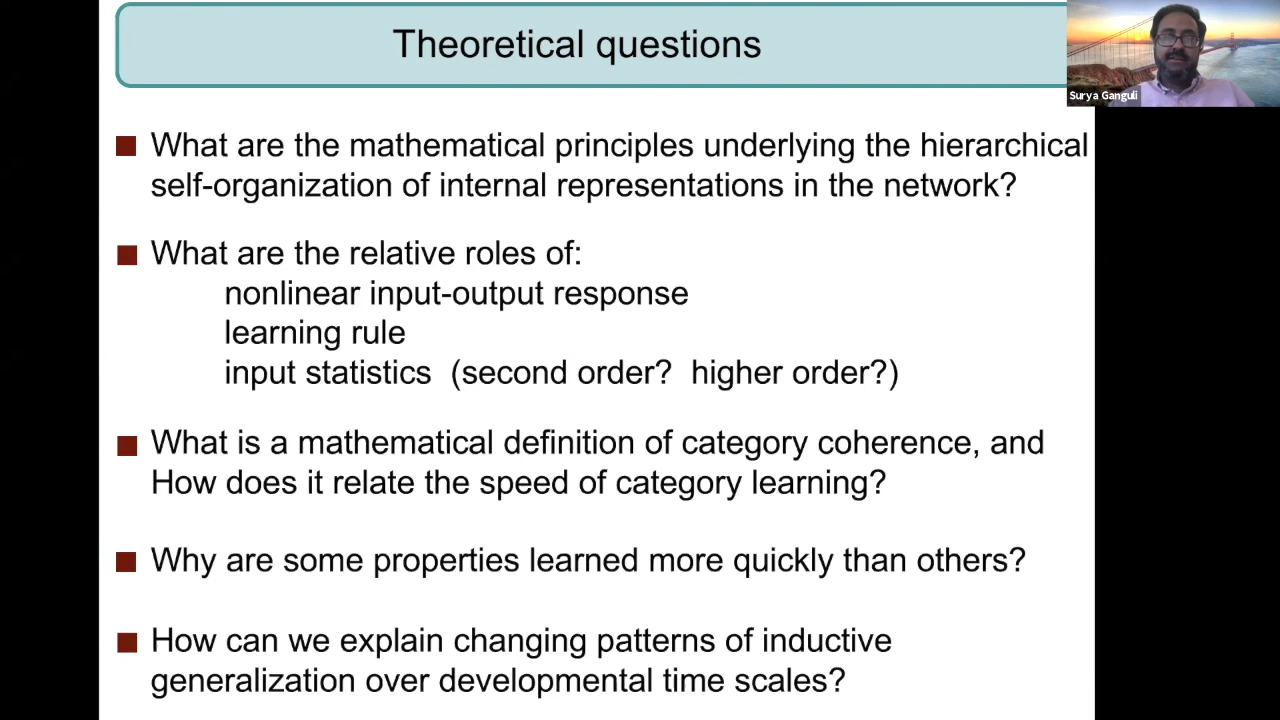 Theoretical questions
Surya Ganguli
What are the mathematical principles underlying the hierarchical
self-organization of internal representations in the network?
What are the relative roles of:
nonlinear input-output response
learning rule
input statistics (second order? higher order?)
What is a mathematical definition of category coherence, and
How does it relate the speed of category learning?
Why are some properties learned more quickly than others?
How can we explain changing patterns of inductive
generalization over developmental time scales?